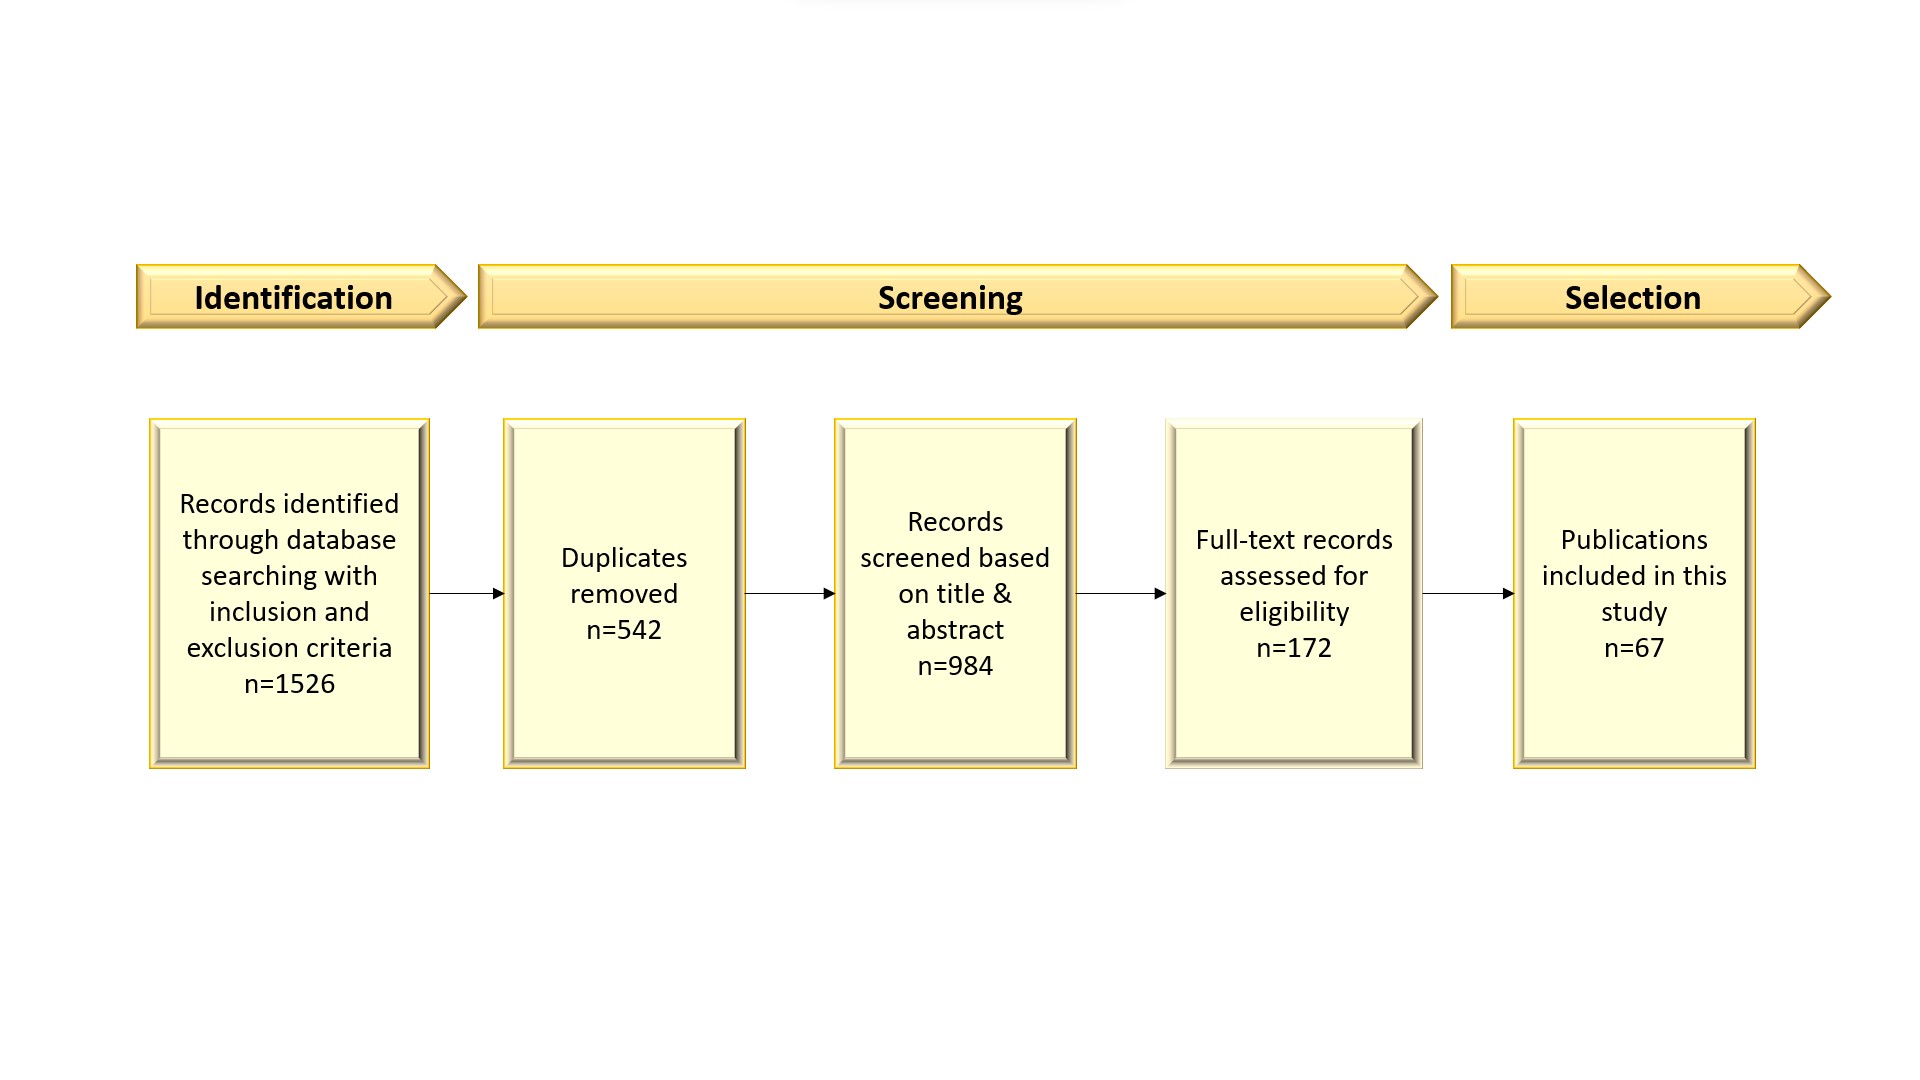 Identification
Screening
Selection
Records identified
through database
searching with
inclusion and
exclusion criteria
n=1526
Duplicates
removed
n=542
Records
screened based
on title &
abstract
n=984
Full-text records
assessed for
eligibility
n=172
Publications
included in this
study
n=67